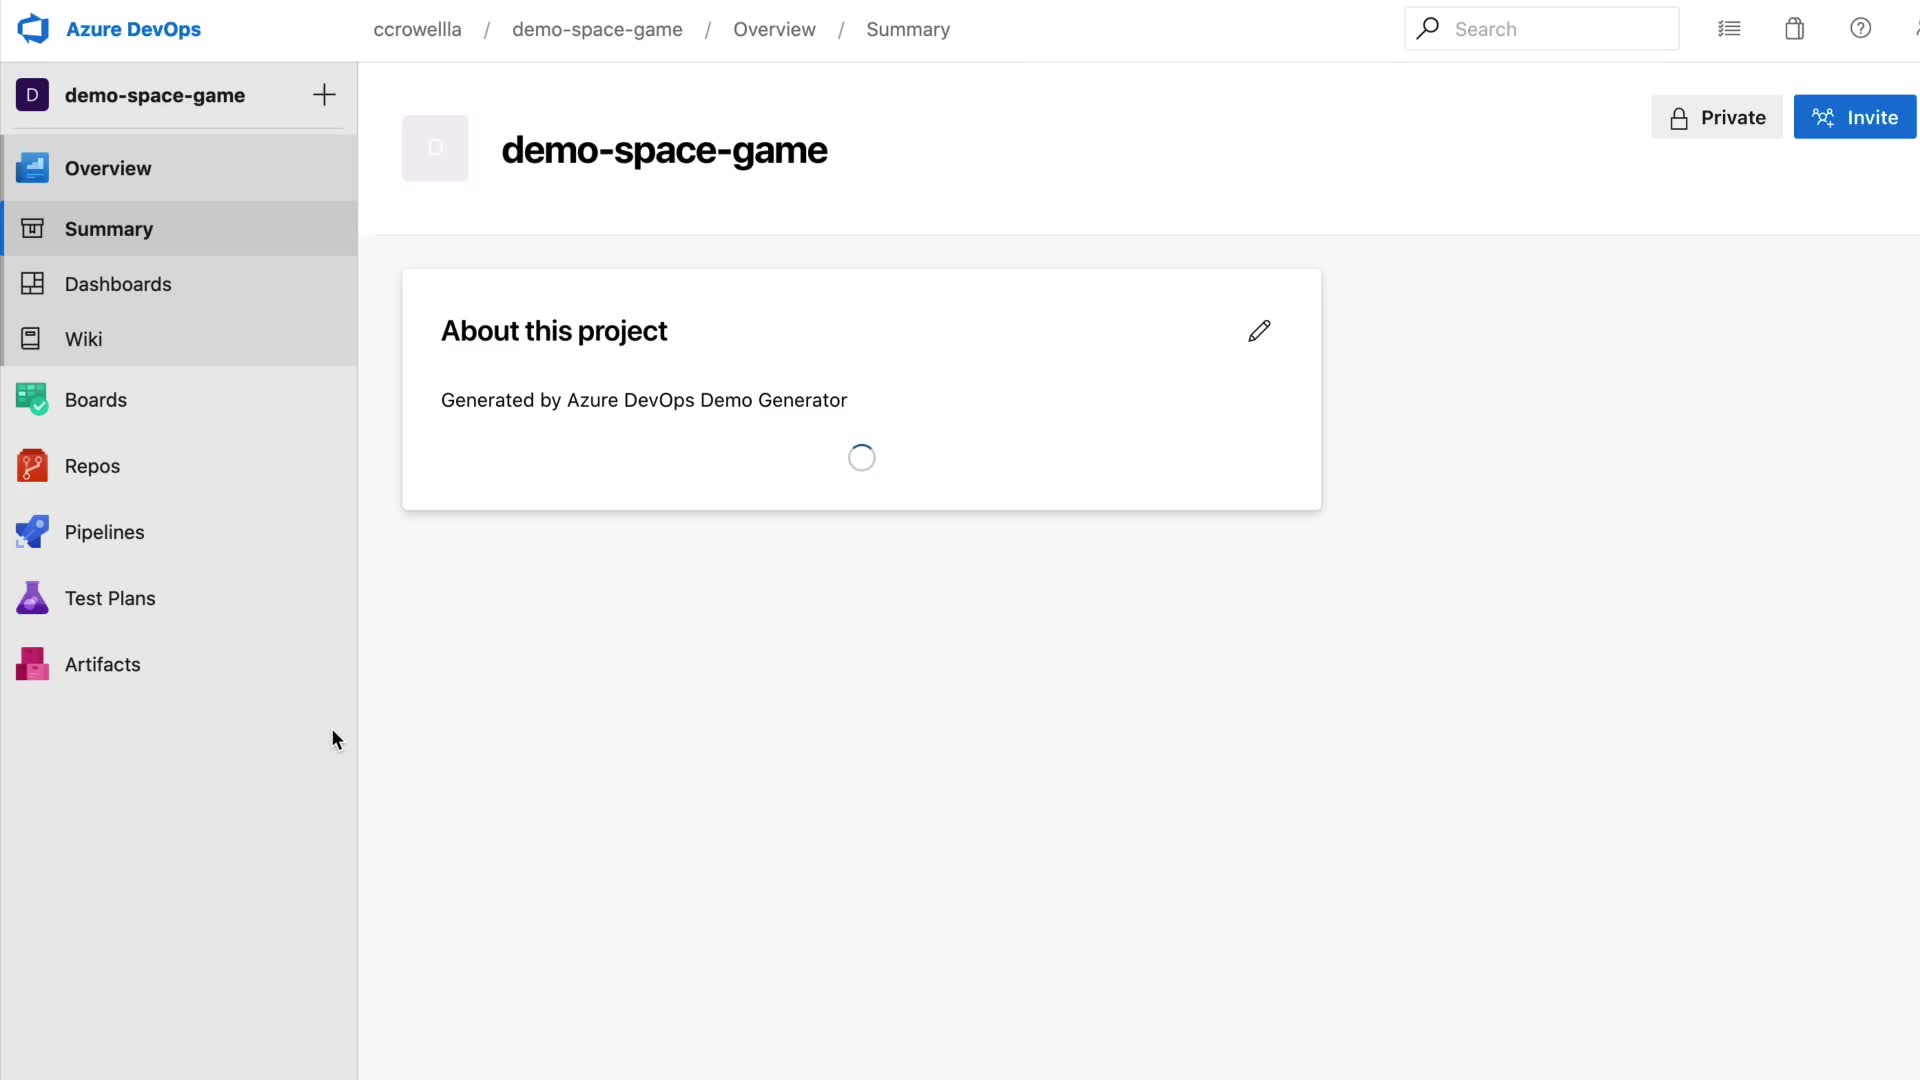 Azure DevOps
ccrowellla / demo-space-game / Overview / Summary
Search
D demo-space-game
Overview
Summary
Dashboards
Wiki
Boards
Repos
Pipelines
Test Plans
Artifacts
D demo-space-game
Private
Invite
About this project
Generated by Azure DevOps Demo Generator